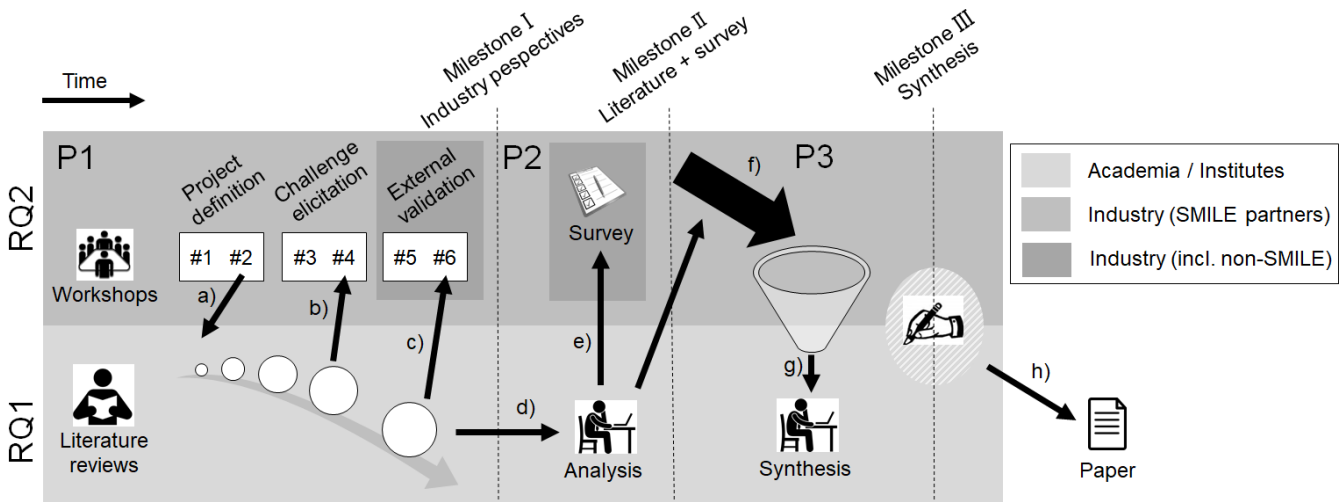 Time
Milestone I
Industry pespectives
Milestone II
Literature + survey
Milestone III
Synthesis
RQ2
P1
Project
definition
Challenge
elicitation
External
validation
P2
P3
#1 #2
#3 #4
#5 #6
Workshops
Survey
a)
b)
c)
d)
e)
f)
g)
h)
RQ1
Literature
reviews
Analysis
Synthesis
Paper
Academia / Institutes
Industry (SMILE partners)
Industry (incl. non-SMILE)